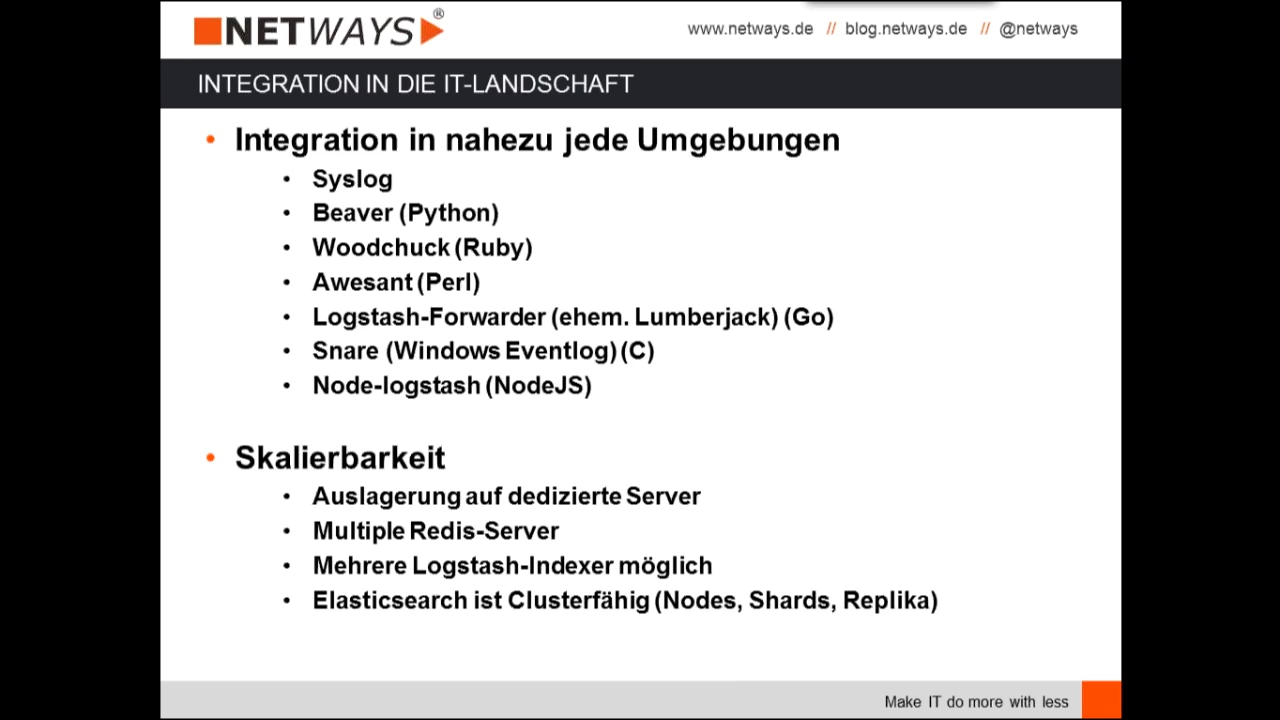 NETWAYS®
www.netways.de // blog.netways.de // @netways
INTEGRATION IN DIE IT-LANDSCHAFT
• Integration in nahezu jede Umgebungen
• Syslog
• Beaver (Python)
• Woodchuck (Ruby)
• Awesant (Perl)
• Logstash-Forwarder (ehem. Lumberjack) (Go)
• Snare (Windows Eventlog) (C)
• Node-logstash (NodeJS)
• Skalierbarkeit
• Auslagerung auf dedizierte Server
• Multiple Redis-Server
• Mehrere Logstash-Indexer möglich
• Elasticsearch ist Clusterfähig (Nodes, Shards, Replika)
Make IT do more with less